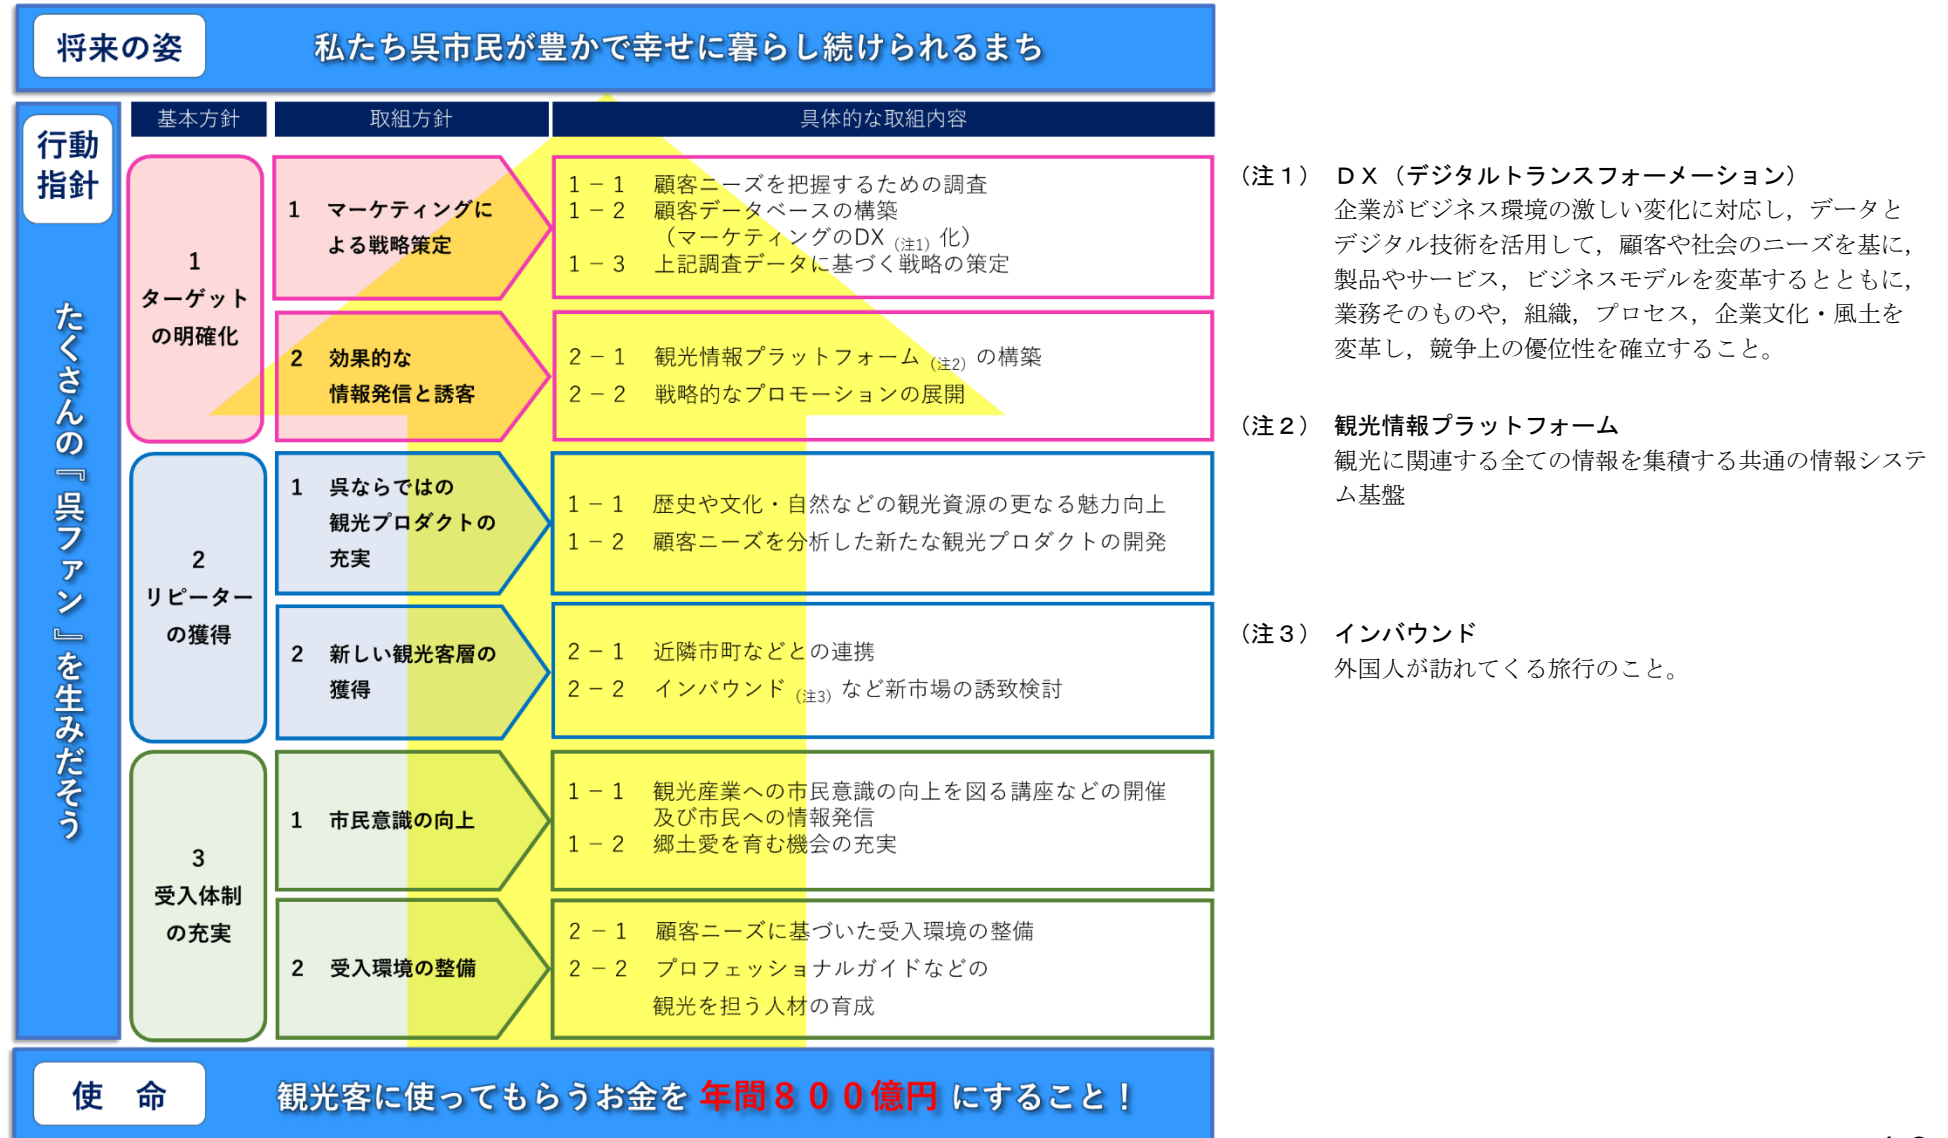 将来の姿
私たち呉市民が豊かで幸せに暮らし続けられるまち
行動
指針
たくさんの『呉ファン』を生みだそう
基本方針
取組方針
具体的な取組内容
1
ターゲット
の明確化
1 マーケティングに
よる戦略策定
1－1 顧客ニーズを把握するための調査
1－2 顧客データベースの構築
（マーケティングのDX（注1）化）
1－3 上記調査データに基づく戦略の策定
2 効果的な
情報発信と誘客
2－1 観光情報プラットフォーム（注2）の構築
2－2 戦略的なプロモーションの展開
2
リピーター
の獲得
1 呉ならではの
観光プロダクトの
充実
1－1 歴史や文化・自然などの観光資源の更なる魅力向上
1－2 顧客ニーズを分析した新たな観光プロダクトの開発
2 新しい観光客層の
獲得
2－1 近隣市町などとの連携
2－2 インバウンド（注3）など新市場の誘致検討
3
受入体制
の充実
1 市民意識の向上
1－1 観光産業への市民意識の向上を図る講座などの開催
及び市民への情報発信
1－2 郷土愛を育む機会の充実
2 受入環境の整備
2－1 顧客ニーズに基づいた受入環境の整備
2－2 プロフェッショナルガイドなどの
観光を担う人材の育成
使 命
観光客に使ってもらうお金を 年間８００億円 にすること！
（注１） ＤＸ（デジタルトランスフォーメーション）
企業がビジネス環境の激しい変化に対応し，データと
デジタル技術を活用して，顧客や社会のニーズを基に，
製品やサービス，ビジネスモデルを変革するとともに，
業務そのものや，組織，プロセス，企業文化・風土を
変革し，競争上の優位性を確立すること。
（注２） 観光情報プラットフォーム
観光に関連する全ての情報を集積する共通の情報システ
ム基盤
（注３） インバウンド
外国人が訪れてくる旅行のこと。